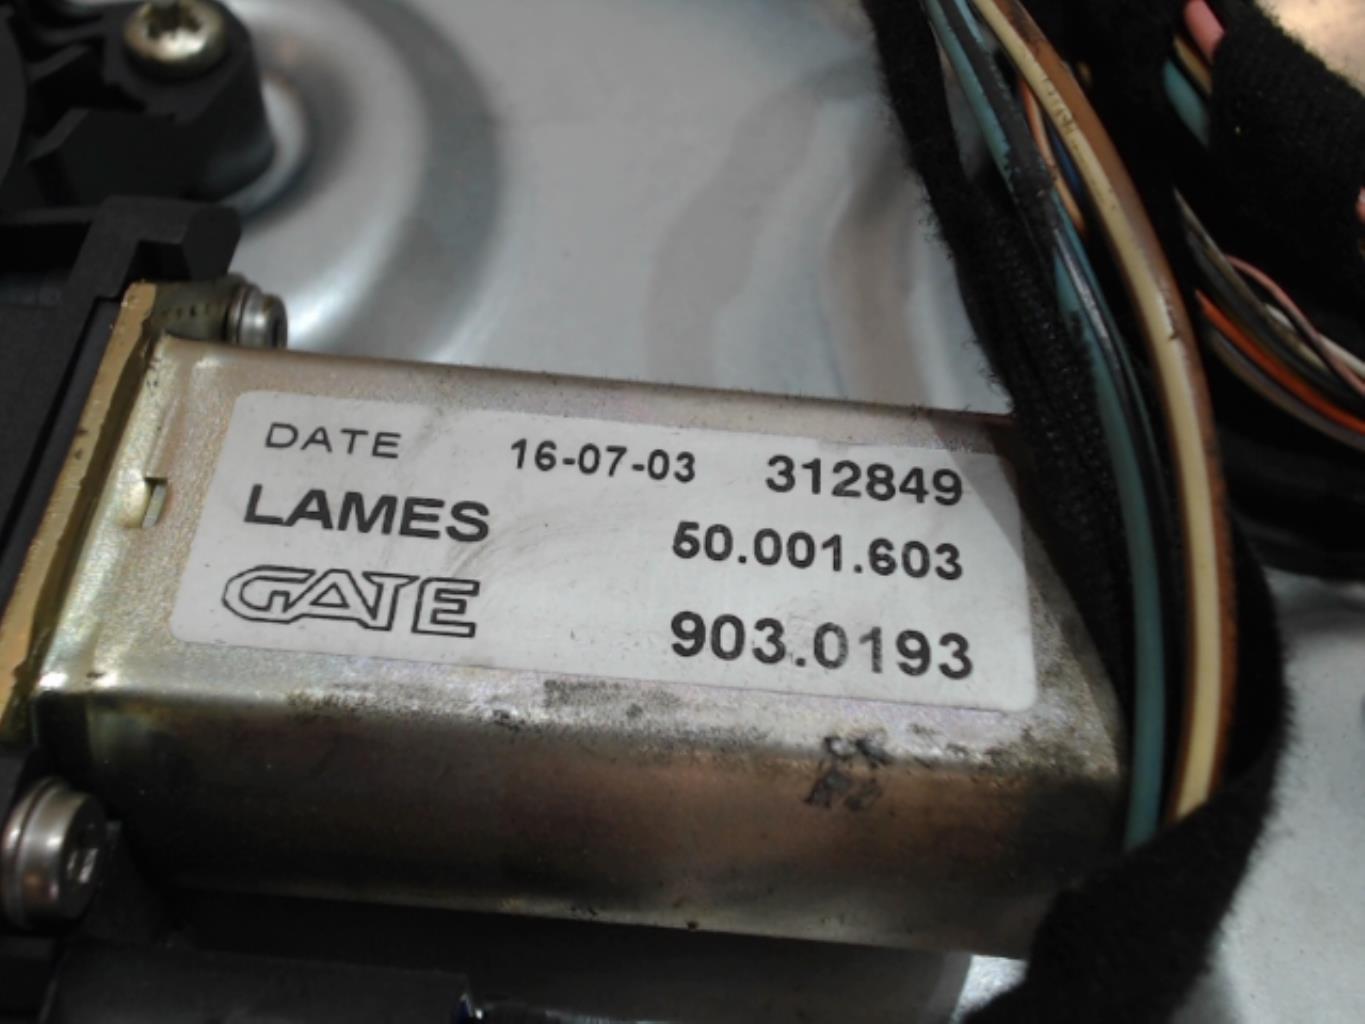 DATE 16-07-03 312849
LAMES 50.001.603
GATE 903.0193